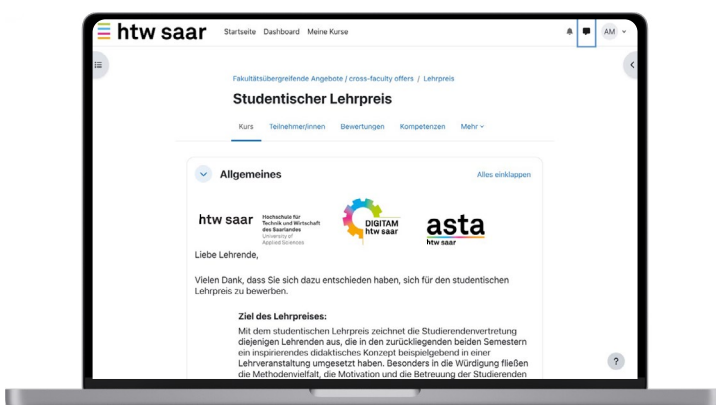 htw saar Startseite Dashboard Meine Kurse AM
Fakultätsübergreifende Angebote / cross-faculty offers / Lehrpreis
Studentischer Lehrpreis
Kurs Teilnehmer/innen Bewertungen Kompetenzen Mehr
Allgemeines Alles einklappen
htw saar
Hochschule für
Technik und Wirtschaft
des Saarlandes
University of
Applied Sciences
DIGITAM
htw saar
asta
htw saar
Liebe Lehrende,
Vielen Dank, dass Sie sich dazu entschieden haben, sich für den studentischen
Lehrpreis zu bewerben.
Ziel des Lehrpreises:
Mit dem studentischen Lehrpreis zeichnet die Studierendenvertretung
diejenigen Lehrenden aus, die in den zurückliegenden beiden Semestern
ein inspirierendes didaktisches Konzept beispielgebend in einer
Lehrveranstaltung umgesetzt haben. Besonders in die Würdigung fließen
die Methodenvielfalt, die Motivation und die Betreuung der Studierenden
?